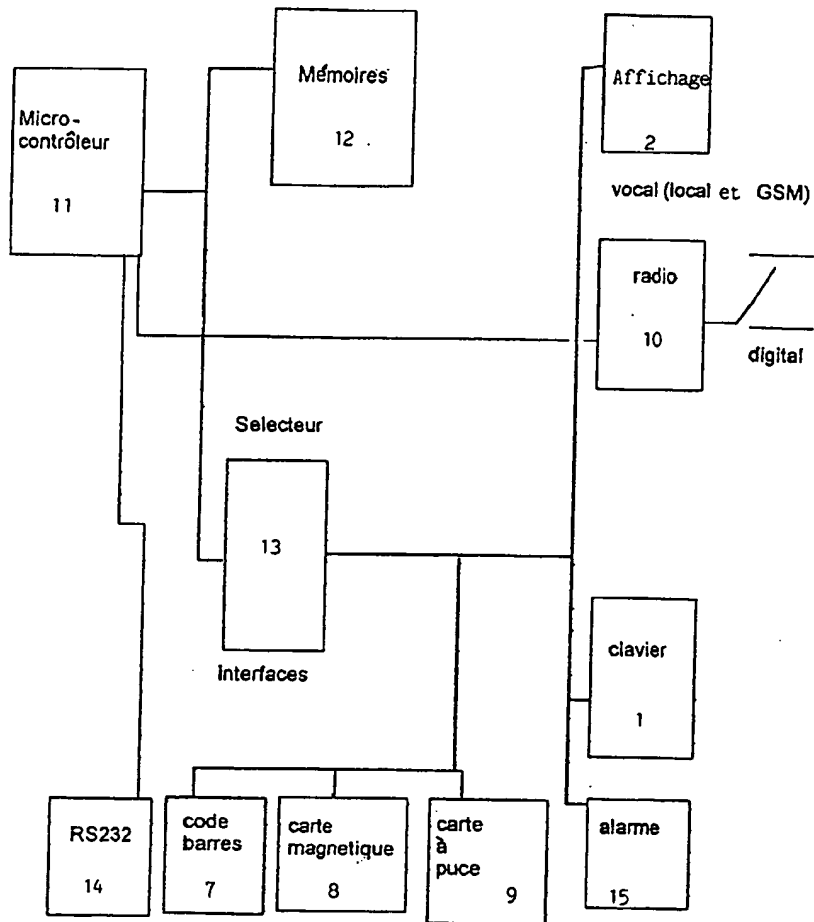 Micro-
contrôleur
11
Mémoires
12
Affichage
2
vocal (local et GSM)
radio
10
digital
Selecteur
13
interfaces
clavier
1
RS232
14
code
barres
7
carte
magnetique
8
carte
à
puce
9
alarme
15